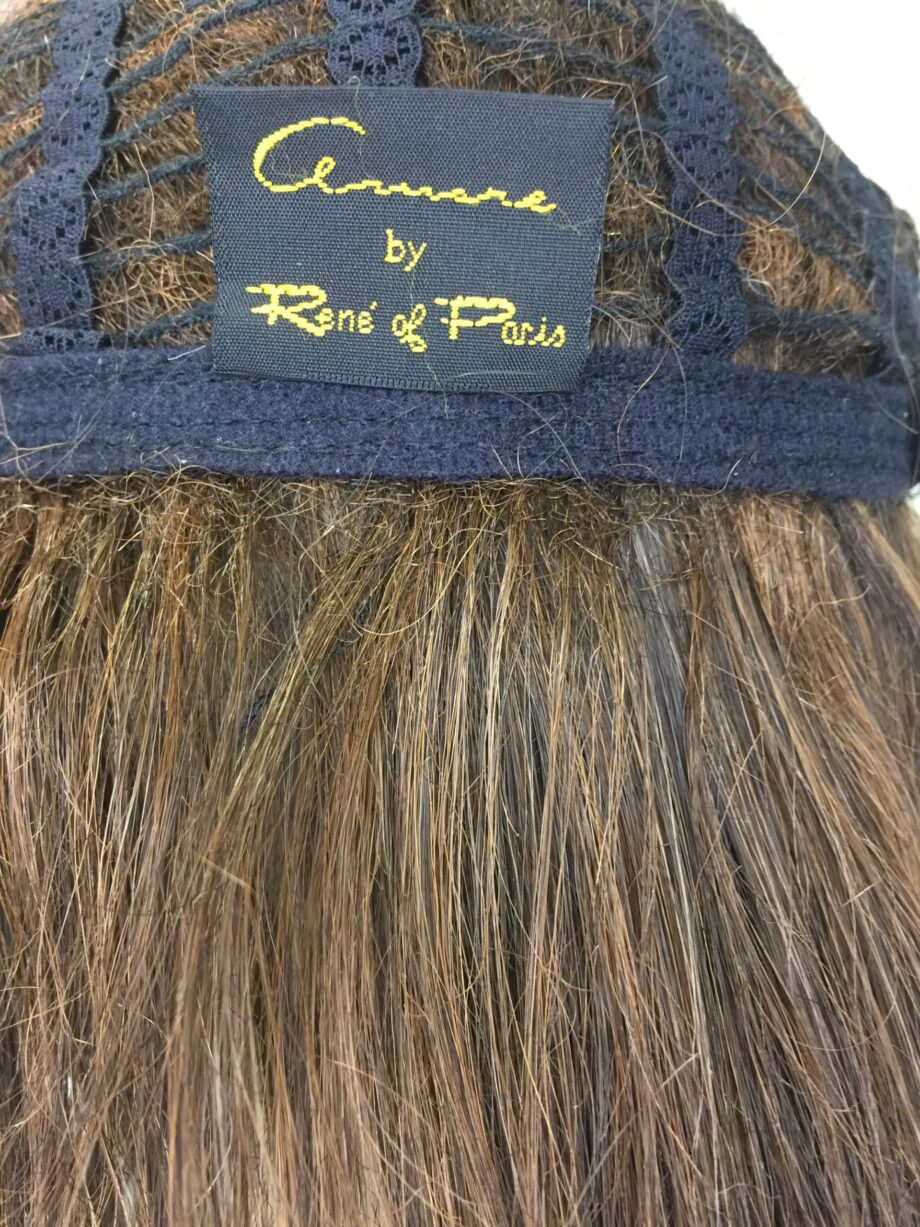 Amore
by
René of Paris